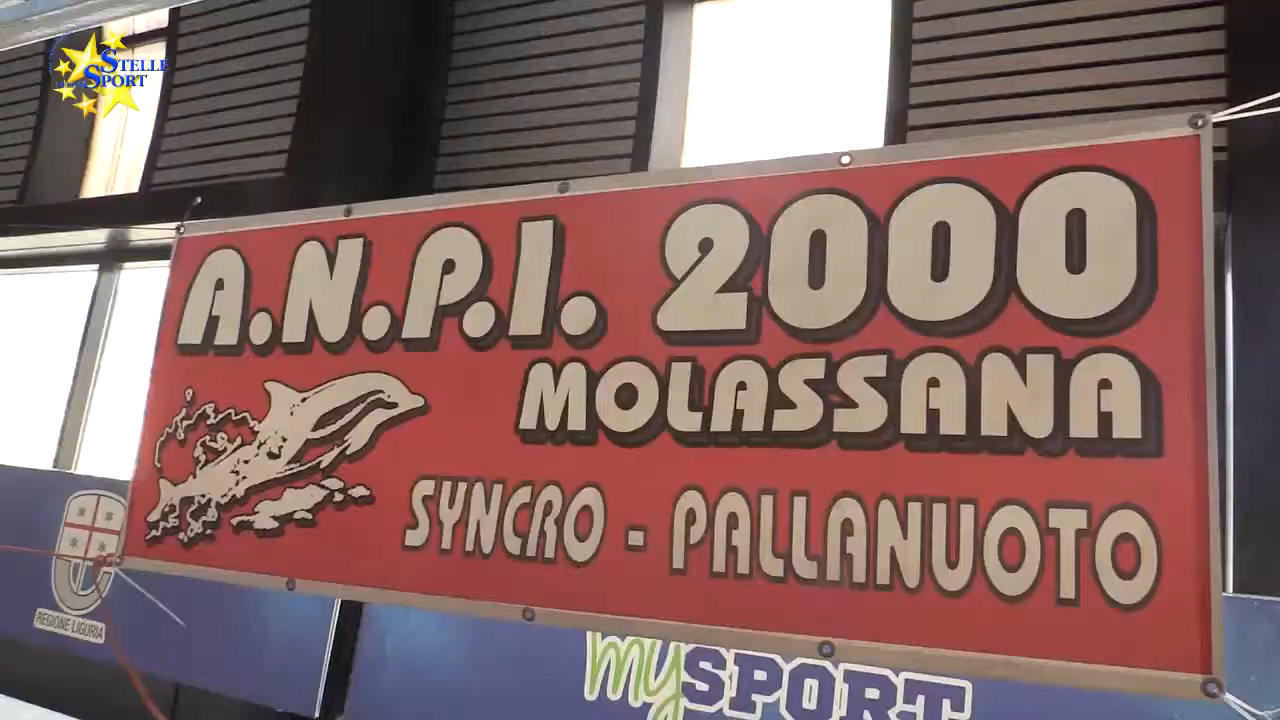 STELLE
SPORT
A.N.P.I. 2000
MOLASSANA
SYNCRO - PALLANUOTO
REGIONE LIGURIA
mySPORT